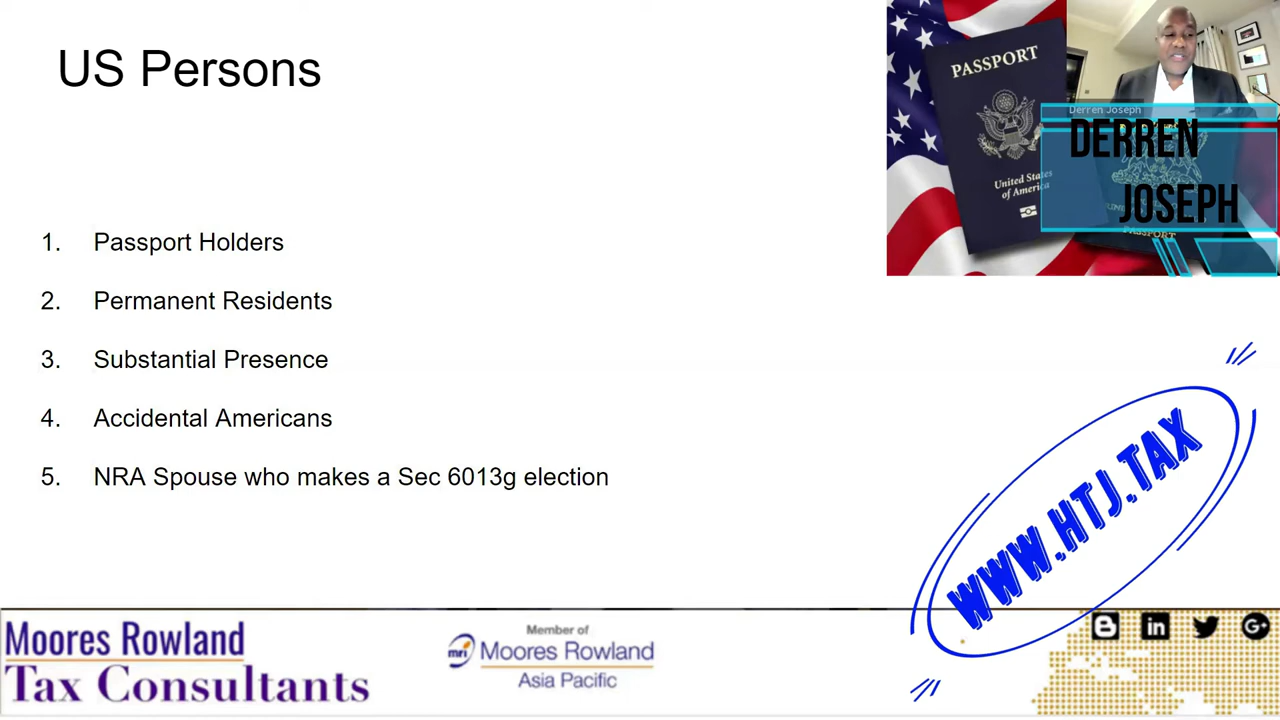 US Persons
PASSPORT
United States
of America
Derren Joseph
DERREN
JOSEPH
PASSPORT
1. Passport Holders
2. Permanent Residents
3. Substantial Presence
4. Accidental Americans
5. NRA Spouse who makes a Sec 6013g election
WWW.HTJ.TAX
Moores Rowland
Tax Consultants
Member of
mri Moores Rowland
Asia Pacific